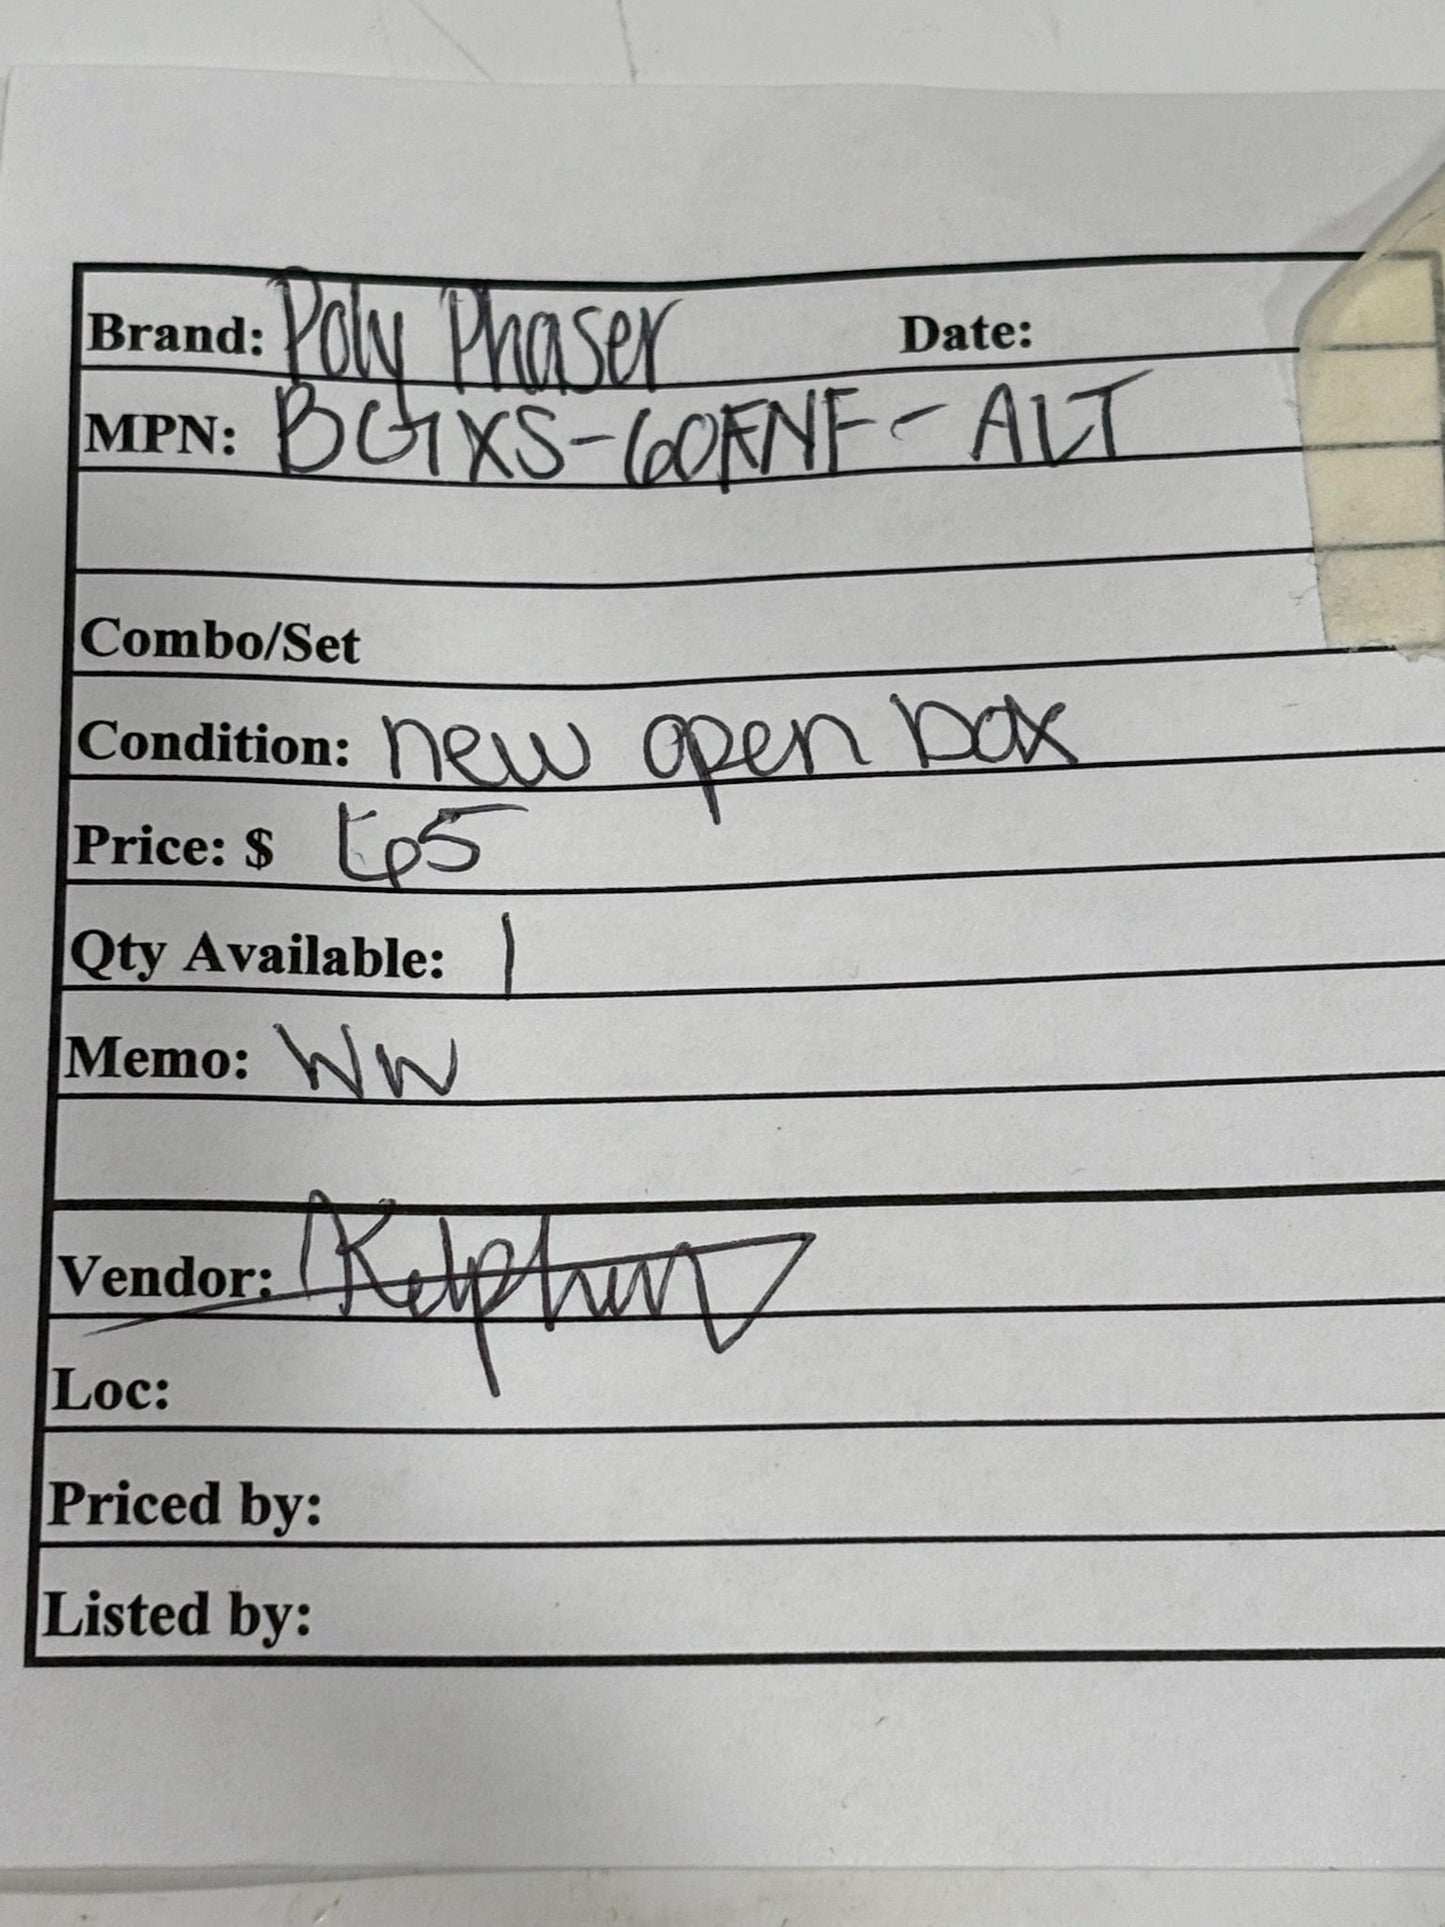 Brand: Poly Phaser Date:
MPN: BGXS-60FNF-ALT
Combo/Set
Condition: new open box
Price: $ 65
Qty Available: 1
Memo: WW
Vendor:
Loc:
Priced by:
Listed by: